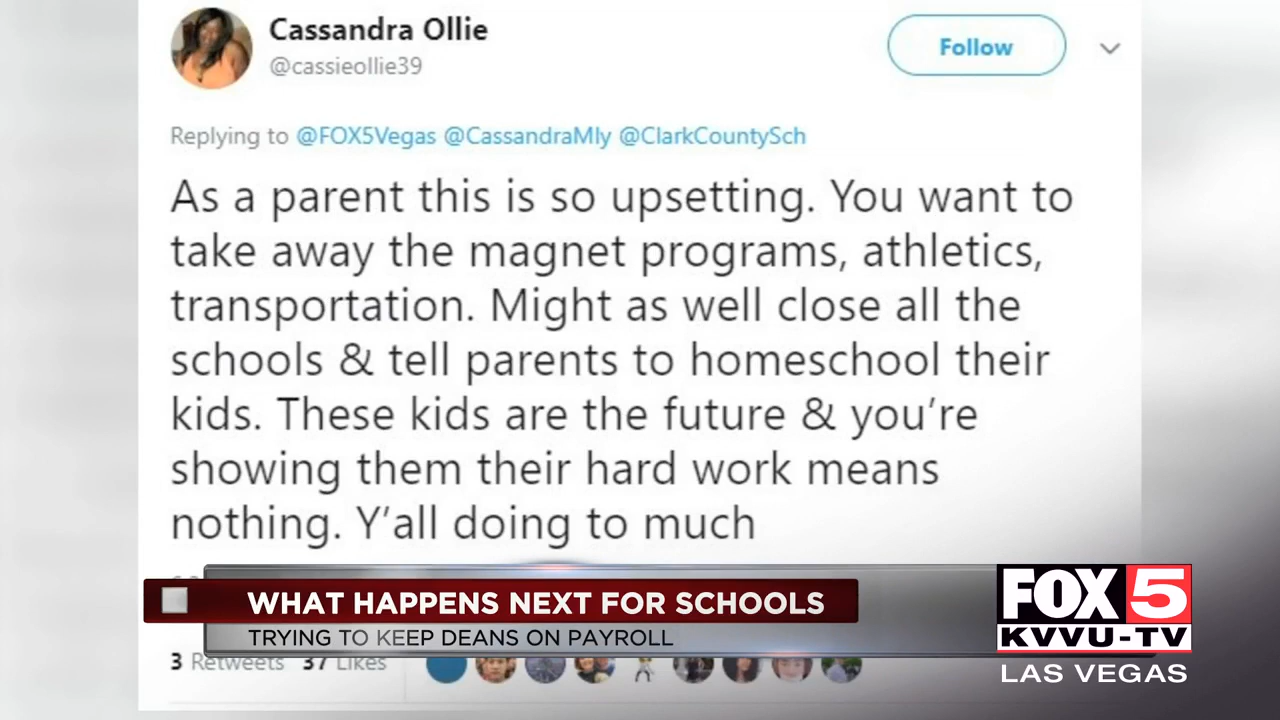 Cassandra Ollie
@cassieollie39
Follow
Replying to @FOX5Vegas @CassandraMly @ClarkCountySch
As a parent this is so upsetting. You want to
take away the magnet programs, athletics,
transportation. Might as well close all the
schools & tell parents to homeschool their
kids. These kids are the future & you're
showing them their hard work means
nothing. Y'all doing to much
WHAT HAPPENS NEXT FOR SCHOOLS
TRYING TO KEEP DEANS ON PAYROLL
3 Retweets 37 Likes
FOX 5
KVVU-TV
LAS VEGAS